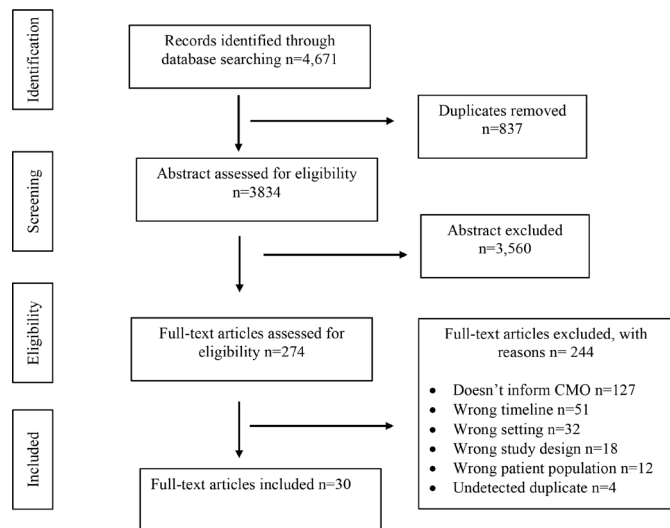 Identification
Records identified through
database searching n=4,671
Duplicates removed
n=837
Screening
Abstract assessed for eligibility
n=3834
Abstract excluded
n=3,560
Eligibility
Full-text articles assessed for
eligibility n=274
Full-text articles excluded, with
reasons n= 244
• Doesn’t inform CMO n=127
• Wrong timeline n=51
• Wrong setting n=32
• Wrong study design n=18
• Wrong patient population n=12
• Undetected duplicate n=4
Included
Full-text articles included n=30